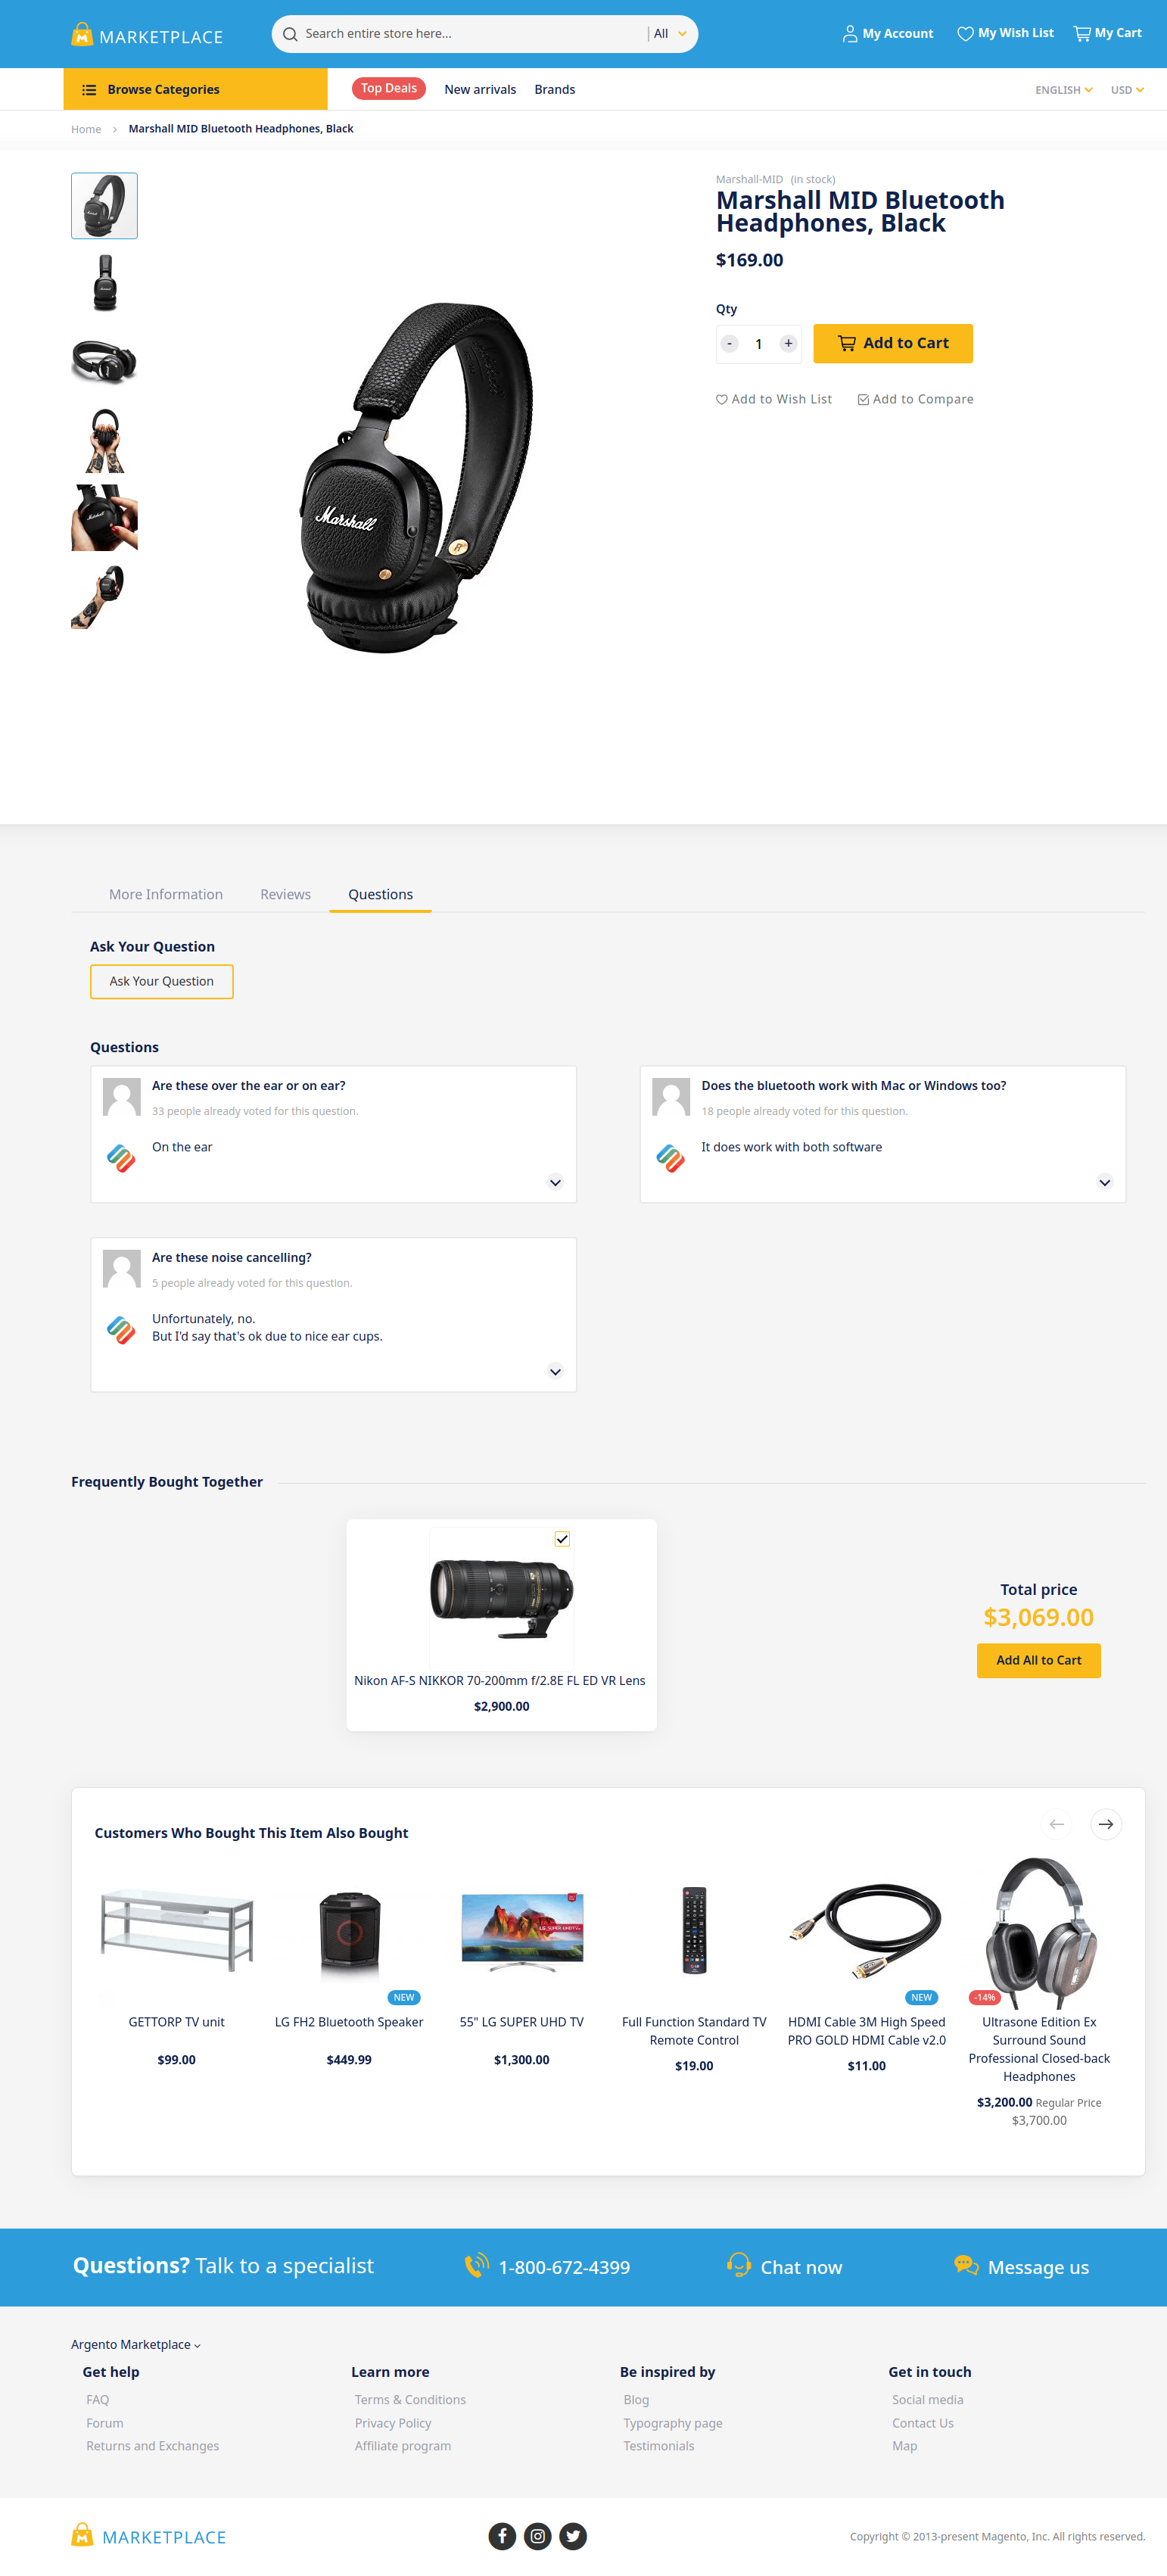 MARKETPLACE
Search entire store here...
All
My Account
My Wish List
My Cart
Browse Categories
Top Deals
New arrivals
Brands
ENGLISH
USD
Home
Marshall MID Bluetooth Headphones, Black
Marshall-MID (in stock)
Marshall MID Bluetooth
Headphones, Black
$169.00
Qty
- 1 +
Add to Cart
Add to Wish List
Add to Compare
Marshall
More Information
Reviews
Questions
Ask Your Question
Ask Your Question
Questions
Are these over the ear or on ear?
33 people already voted for this question.
On the ear
Does the bluetooth work with Mac or Windows too?
18 people already voted for this question.
It does work with both software
Are these noise cancelling?
5 people already voted for this question.
Unfortunately, no.
But I'd say that's ok due to nice ear cups.
Frequently Bought Together
Nikon AF-S NIKKOR 70-200mm f/2.8E FL ED VR Lens
$2,900.00
Total price
$3,069.00
Add All to Cart
Customers Who Bought This Item Also Bought
GETTORP TV unit
$99.00
NEW
LG FH2 Bluetooth Speaker
$449.99
55" LG SUPER UHD TV
$1,300.00
Full Function Standard TV
Remote Control
$19.00
NEW
HDMI Cable 3M High Speed
PRO GOLD HDMI Cable v2.0
$11.00
-14%
Ultrasone Edition Ex
Surround Sound
Professional Closed-back
Headphones
$3,200.00 Regular Price
$3,700.00
Questions? Talk to a specialist
1-800-672-4399
Chat now
Message us
Argento Marketplace
Get help
FAQ
Forum
Returns and Exchanges
Learn more
Terms & Conditions
Privacy Policy
Affiliate program
Be inspired by
Blog
Typography page
Testimonials
Get in touch
Social media
Contact Us
Map
MARKETPLACE
Copyright © 2013-present Magento, Inc. All rights reserved.